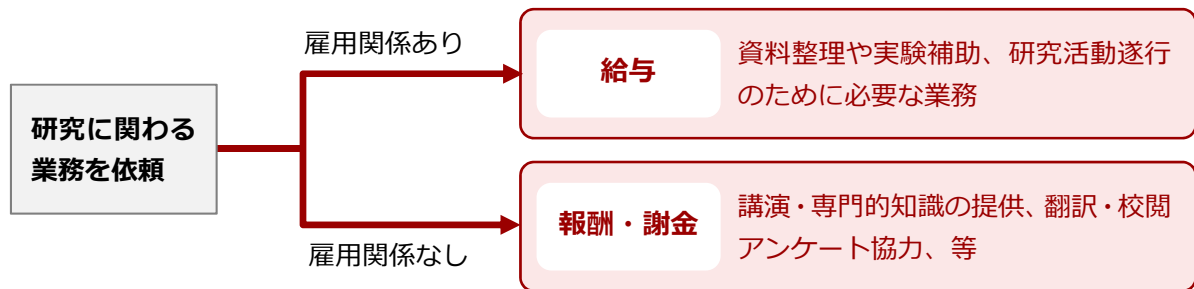 研究に関わる
業務を依頼
雇用関係あり
給与
資料整理や実験補助、研究活動遂行
のために必要な業務
雇用関係なし
報酬・謝金
講演・専門的知識の提供、翻訳・校閲
アンケート協力、等